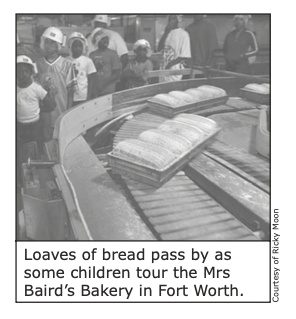 Loaves of bread pass by as
some children tour the Mrs
Baird's Bakery in Fort Worth.
Courtesy of Ricky Moon